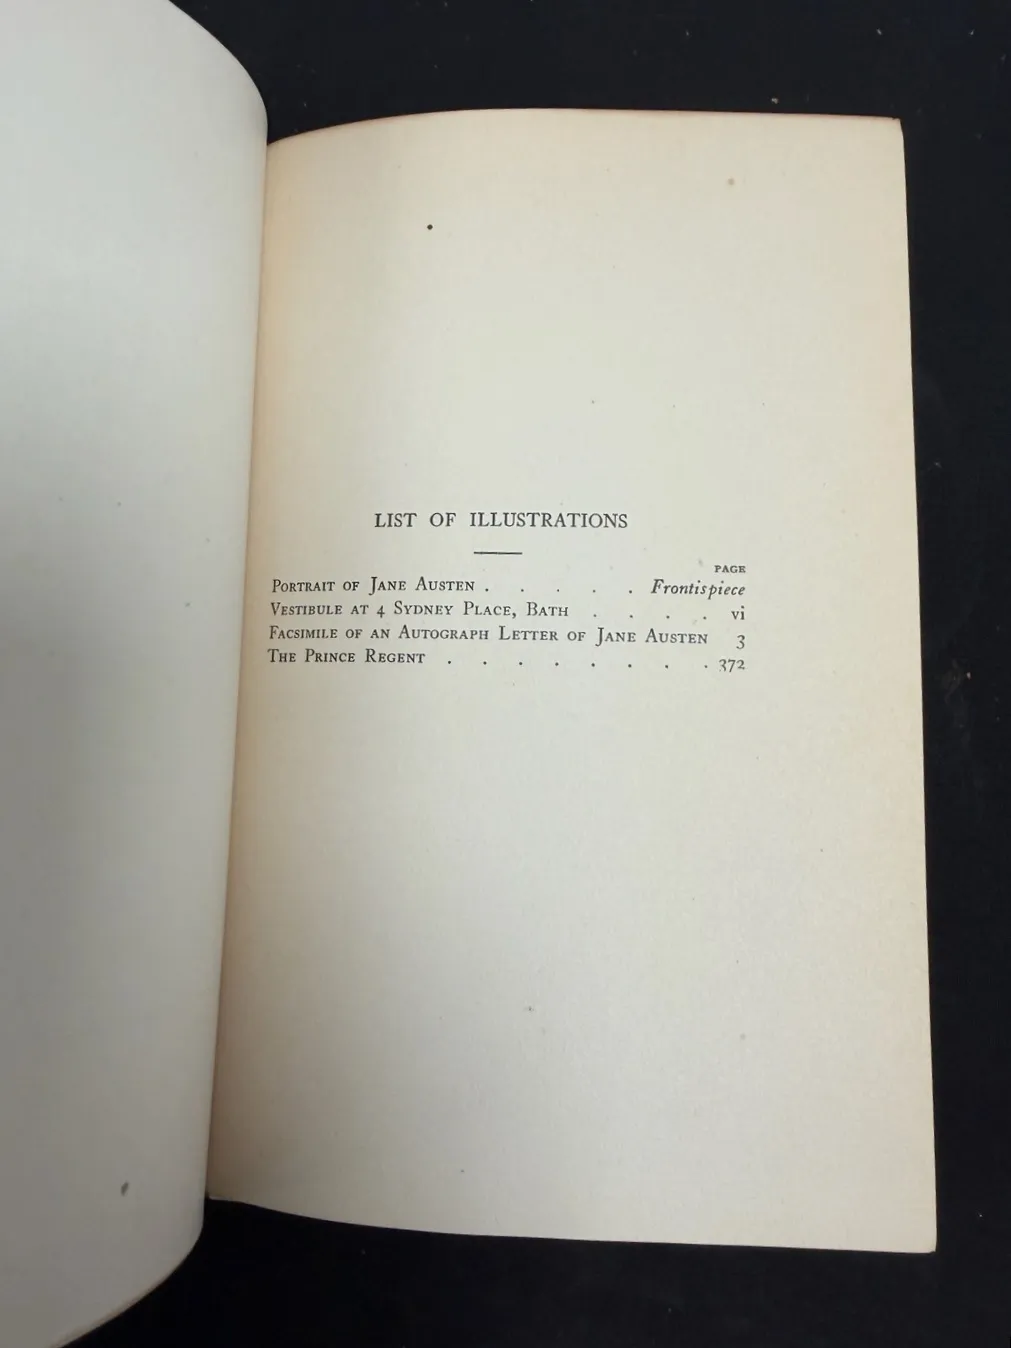 LIST OF ILLUSTRATIONS
PAGE
PORTRAIT OF JANE AUSTEN . . . . . Frontispiece
VESTIBULE AT 4 SYDNEY PLACE, BATH . . . . vi
FACSIMILE OF AN AUTOGRAPH LETTER OF JANE AUSTEN 3
THE PRINCE REGENT . . . . . . . . 372